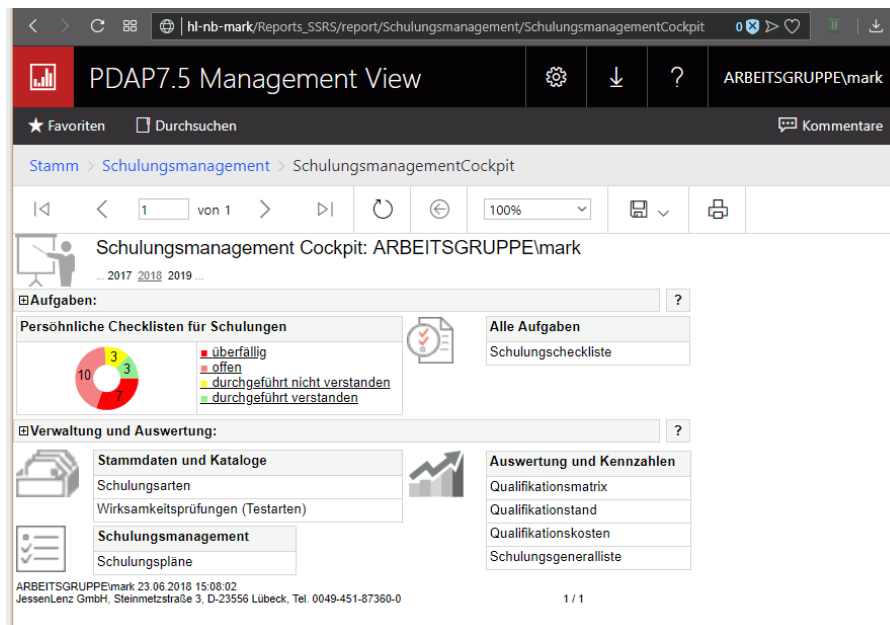 hl-nb-mark/Reports_SSRS/report/Schulungsmanagement/SchulungsmanagementCockpit 0
PDAP7.5 Management View ? ARBEITSGRUPPE\mark
Favoriten Durchsuchen Kommentare
Stamm > Schulungsmanagement > SchulungsmanagementCockpit
1 von 1 100%
Schulungsmanagement Cockpit: ARBEITSGRUPPE\mark
... 2017 2018 2019 ...
Aufgaben: ?
Persöhnliche Checklisten für Schulungen
3
10
3
7
überfällig
offen
durchgeführt nicht verstanden
durchgeführt verstanden
Alle Aufgaben
Schulungscheckliste
Verwaltung und Auswertung: ?
Stammdaten und Kataloge
Schulungsarten
Wirksamkeitsprüfungen (Testarten)
Auswertung und Kennzahlen
Qualifikationsmatrix
Qualifikationstand
Qualifikationskosten
Schulungsgeneralliste
Schulungsmanagement
Schulungspläne
ARBEITSGRUPPE\mark 23.06.2018 15:08:02
JessenLenz GmbH, Steinmetzstraße 3, D-23556 Lübeck, Tel. 0049-451-87360-0 1 / 1